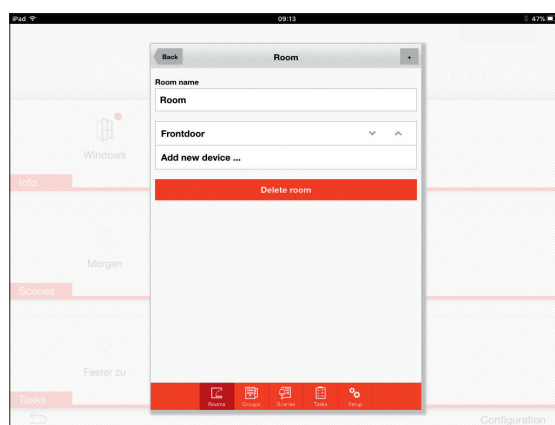 iPad 09:13 47%
Back Room +
Room name
Room
Frontdoor
Add new device ...
Delete room
Windows
Info
Morgen
Scenes
Fester zu
Tasks
Rooms Groups Scenes Tasks Setup
Configuration